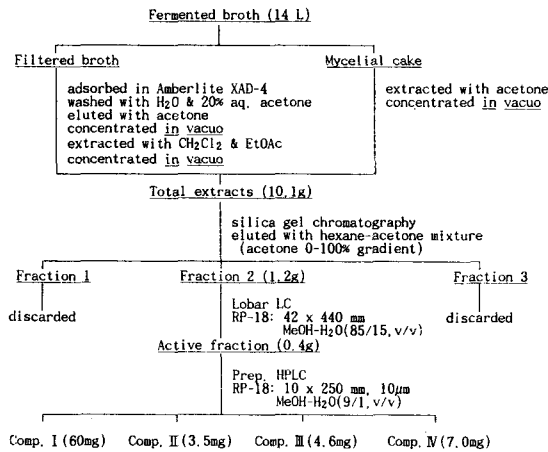 Fermented broth (14 L)
Filtered broth
Mycelial cake
adsorbed in Amberlite XAD-4
washed with H2O & 20% aq. acetone
eluted with acetone
concentrated in vacuo
extracted with CH2Cl2 & EtOAc
concentrated in vacuo
extracted with acetone
concentrated in vacuo
Total extracts (10,1g)
silica gel chromatography
eluted with hexane-acetone mixture
(acetone 0-100% gradient)
Fraction 1
Fraction 2 (1,2g)
Fraction 3
discarded
discarded
Lobar LC
RP-18: 42 x 440 mm
MeOH-H2O(85/15, v/v)
Active fraction (0,4g)
Prep. HPLC
RP-18: 10 x 250 mm, 10μm
MeOH-H2O(9/1, v/v)
Comp. Ⅰ (60mg) Comp. Ⅱ (3.5mg) Comp. Ⅲ (4.6mg) Comp. Ⅳ (7.0mg)